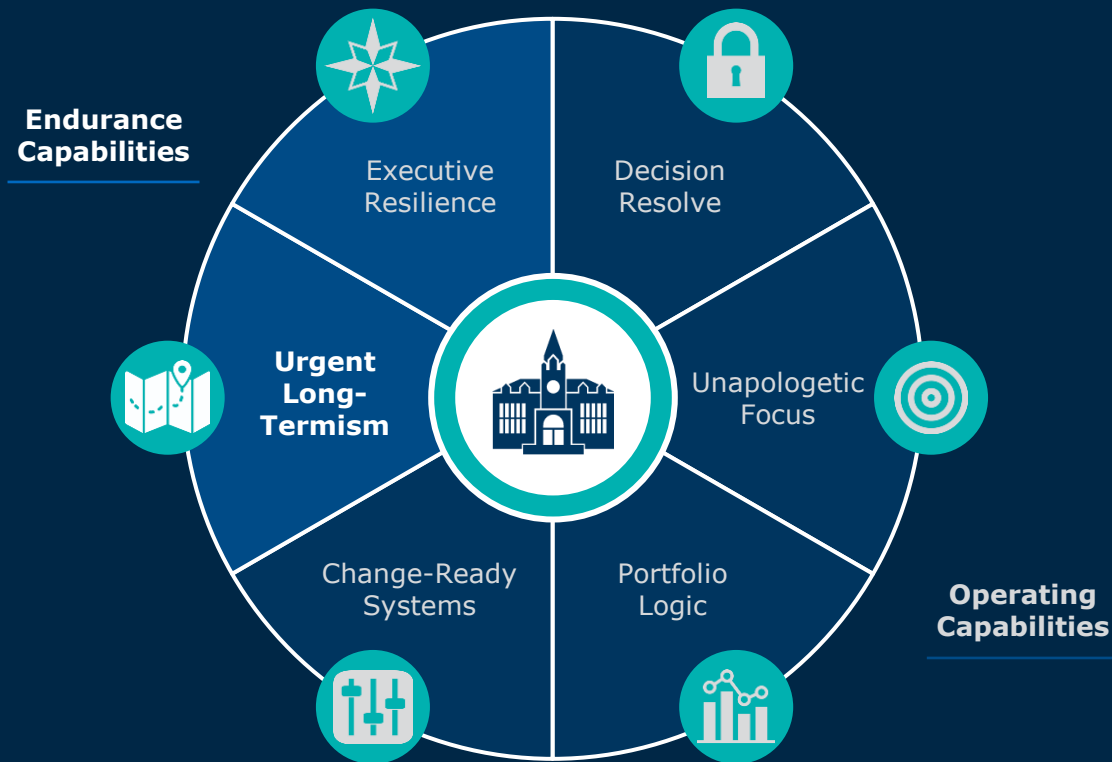 Endurance
Capabilities
Executive
Resilience
Decision
Resolve
Urgent
Long-
Termism
Unapologetic
Focus
Change-Ready
Systems
Portfolio
Logic
Operating
Capabilities